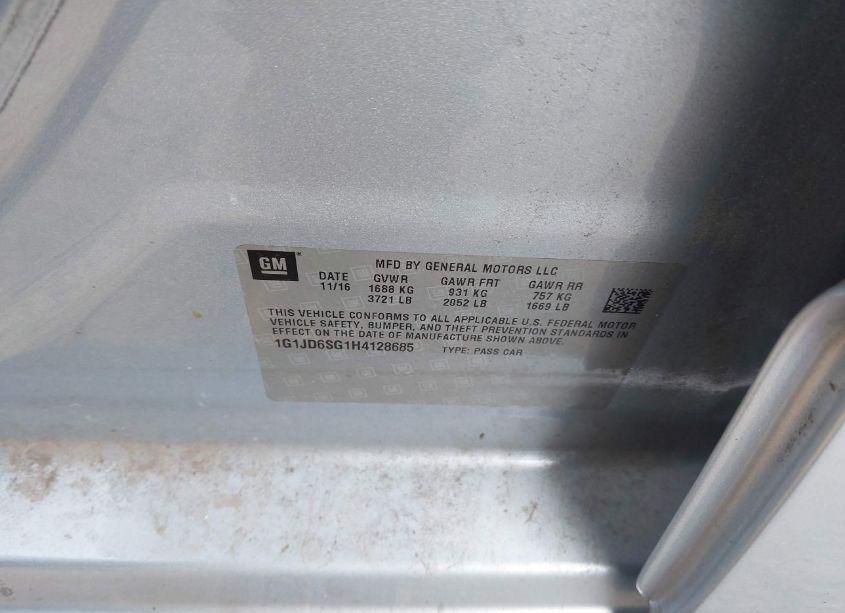 GM
MFD BY GENERAL MOTORS LLC
DATE GVWR GAWR FRT GAWR RR
11/16 1688 KG 931 KG 757 KG
3721 LB 2052 LB 1669 LB
THIS VEHICLE CONFORMS TO ALL APPLICABLE U.S. FEDERAL MOTOR
VEHICLE SAFETY, BUMPER, AND THEFT PREVENTION STANDARDS IN
EFFECT ON THE DATE OF MANUFACTURE SHOWN ABOVE.
1G1JD6SG1H4128685 TYPE: PASS CAR